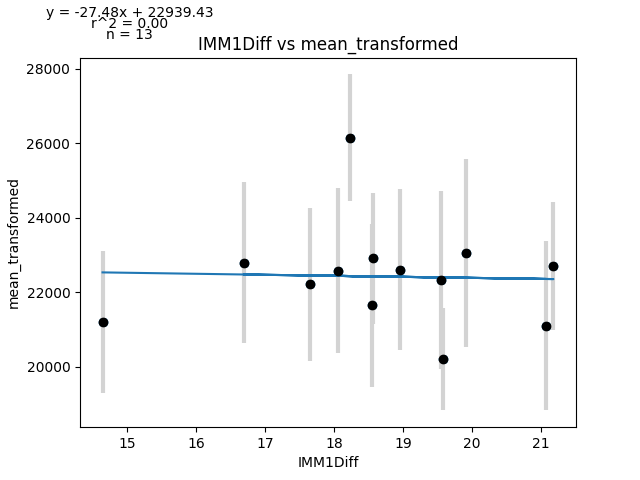 y = -27.48x + 22939.43
r^2 = 0.00
n = 13
IMM1Diff vs mean_transformed
28000
26000
24000
22000
20000
mean_transformed
15 16 17 18 19 20 21
IMM1Diff